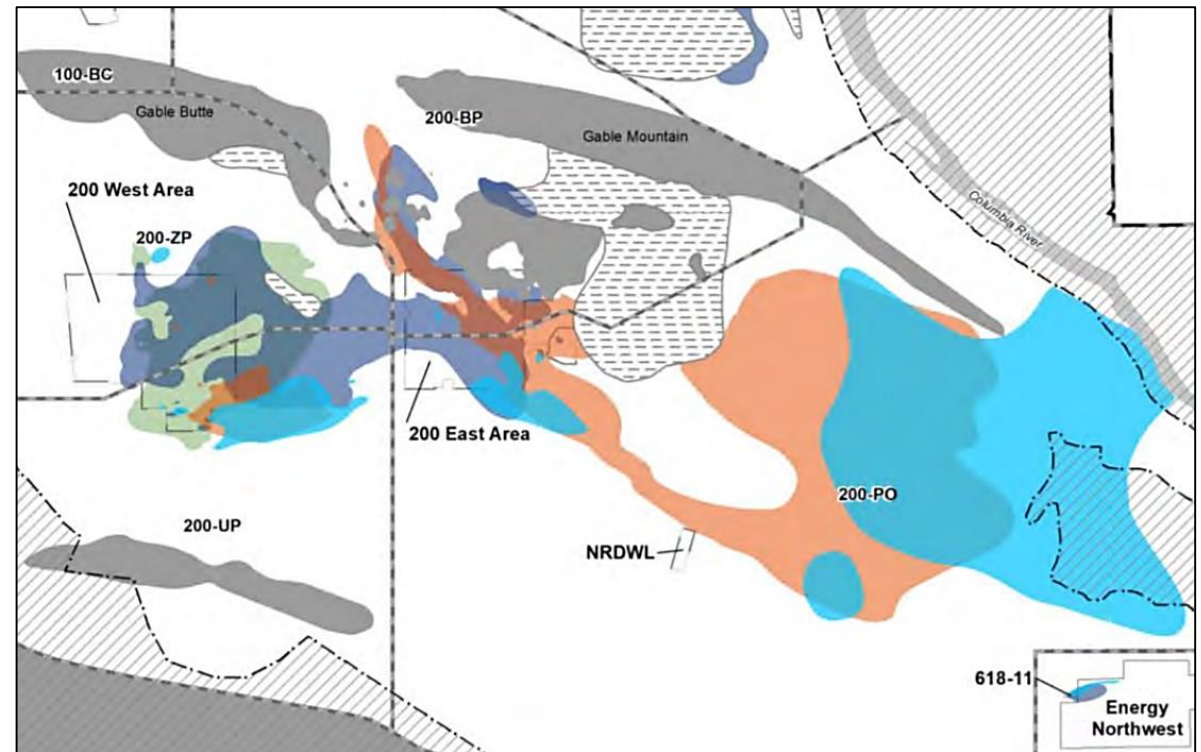 100-BC
Gable Butte
200-BP
Gable Mountain
200 West Area
Columbia River
200-ZP
200 East Area
200-PO
200-UP
NRDWL
618-11
Energy
Northwest